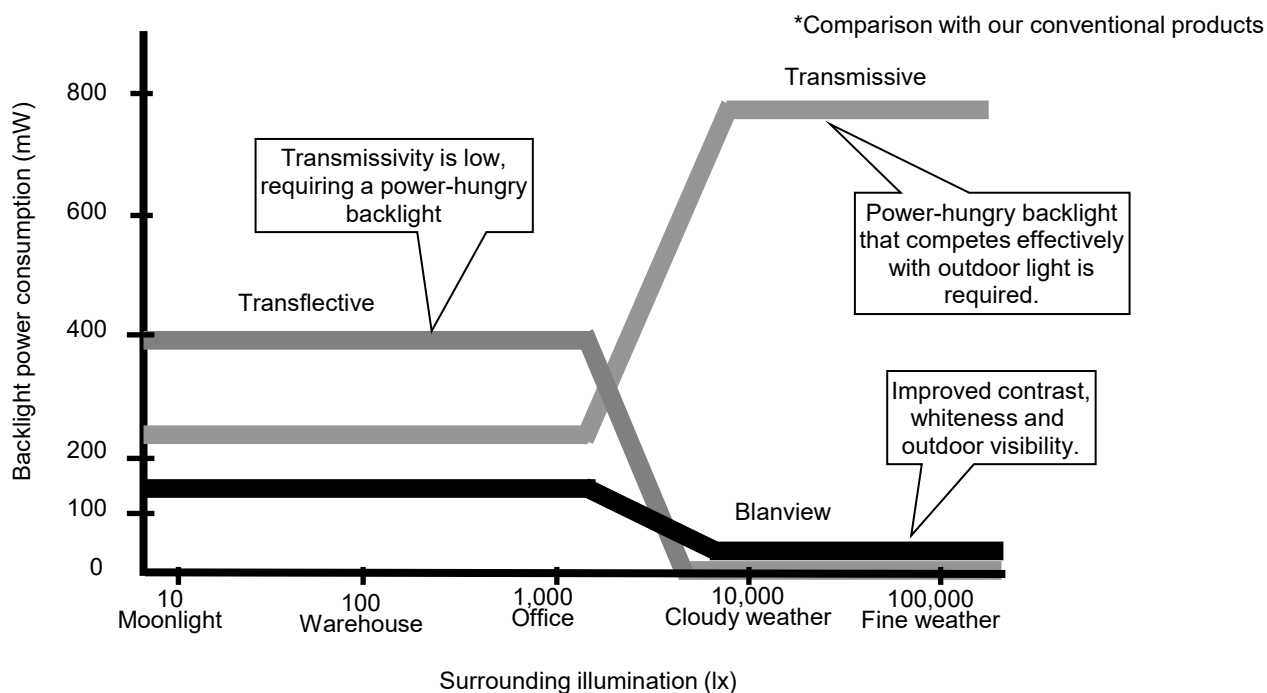 *Comparison with our conventional products
Transmissive
800
Transmissivity is low,
requiring a power-hungry
backlight
Power-hungry backlight
that competes effectively
with outdoor light is
required.
600
Transflective
400
Improved contrast,
whiteness and
outdoor visibility.
200
100
Blanview
0
Backlight power consumption (mW)
10
100
1,000
10,000
100,000
Moonlight
Warehouse
Office
Cloudy weather
Fine weather
Surrounding illumination (lx)